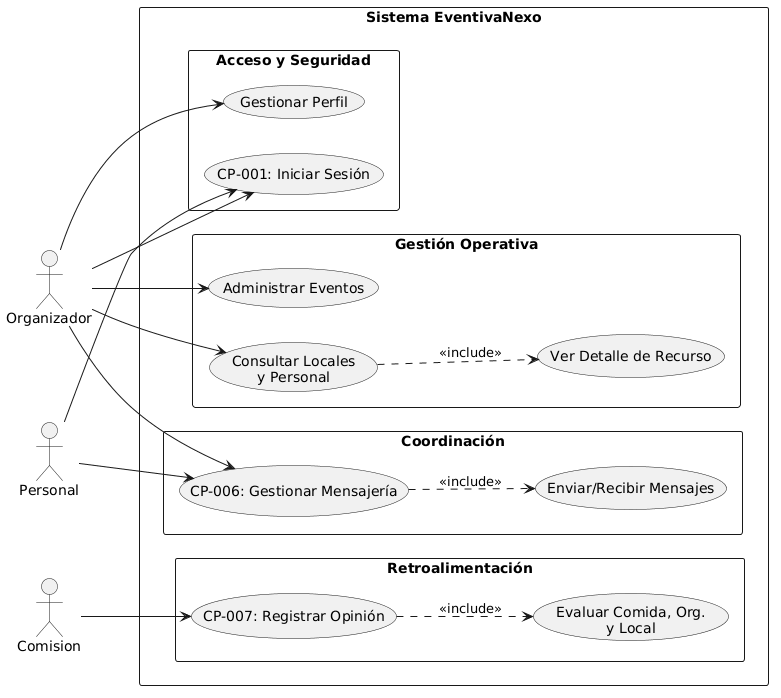 Sistema EventivaNexo
Acceso y Seguridad
Gestionar Perfil
CP-001: Iniciar Sesión
Gestión Operativa
Administrar Eventos
Organizador
Consultar Locales
y Personal
«include»
Ver Detalle de Recurso
Coordinación
Personal
CP-006: Gestionar Mensajería
«include»
Enviar/Recibir Mensajes
Retroalimentación
Comision
CP-007: Registrar Opinión
«include»
Evaluar Comida, Org.
y Local